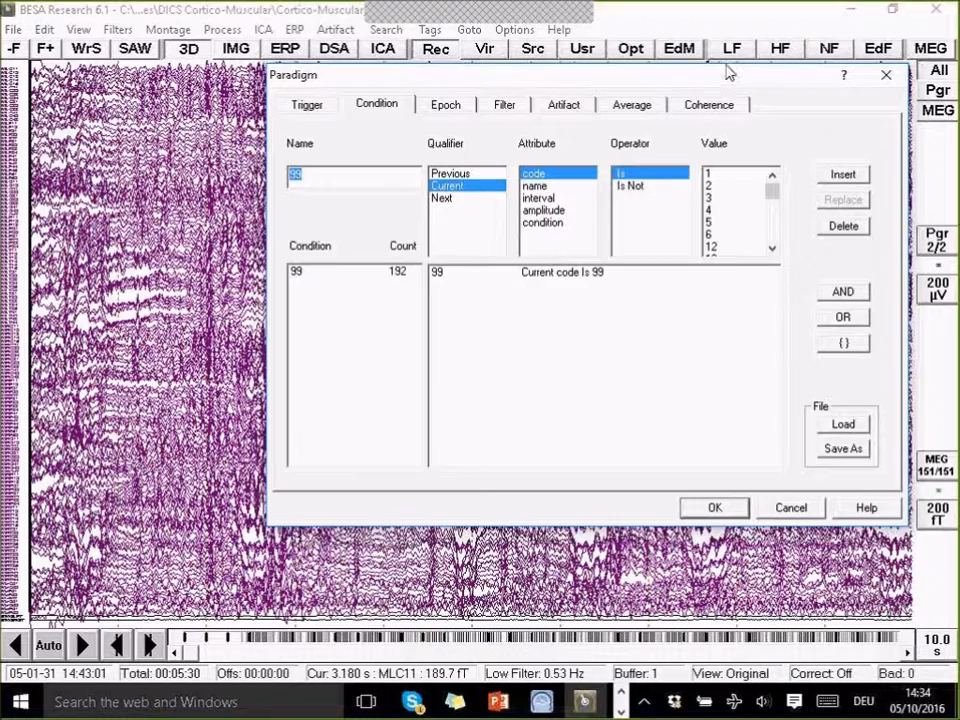 BESA Research 6.1 - C:\...es\DICS Cortico-Muscular\Cortico-Muscular
File Edit View Filters Montage Process ICA ERP Artifact Search Tags Goto Options Help
-F F+ WrS SAW 3D IMG ERP DSA ICA Rec Vir Src Usr Opt EdM LF HF NF EdF MEG
All
Pgr
MEG
Paradigm ?
Trigger Condition Epoch Filter Artifact Average Coherence
Name Qualifier Attribute Operator Value
99 Previous code Is 1 Insert
Current name Is Not 2
Next interval 3 Replace
amplitude 4
condition 5 Delete
6
12
Condition Count
99 192 99 Current code Is 99
AND
OR
{ }
File
Load
Save As
OK Cancel Help
Pgr
2/2
=
200
µV
MEG
151/151
=
200
fT
Auto
10.0
s
05-01-31 14:43:01 Total: 00:05:30 Offs: 00:00:00 Cur: 3.180 s : MLC11 : 189.7 fT Low Filter: 0.53 Hz Buffer: 1 View: Original Correct: Off Bad: 0
Search the web and Windows
DEU
14:34
05/10/2016